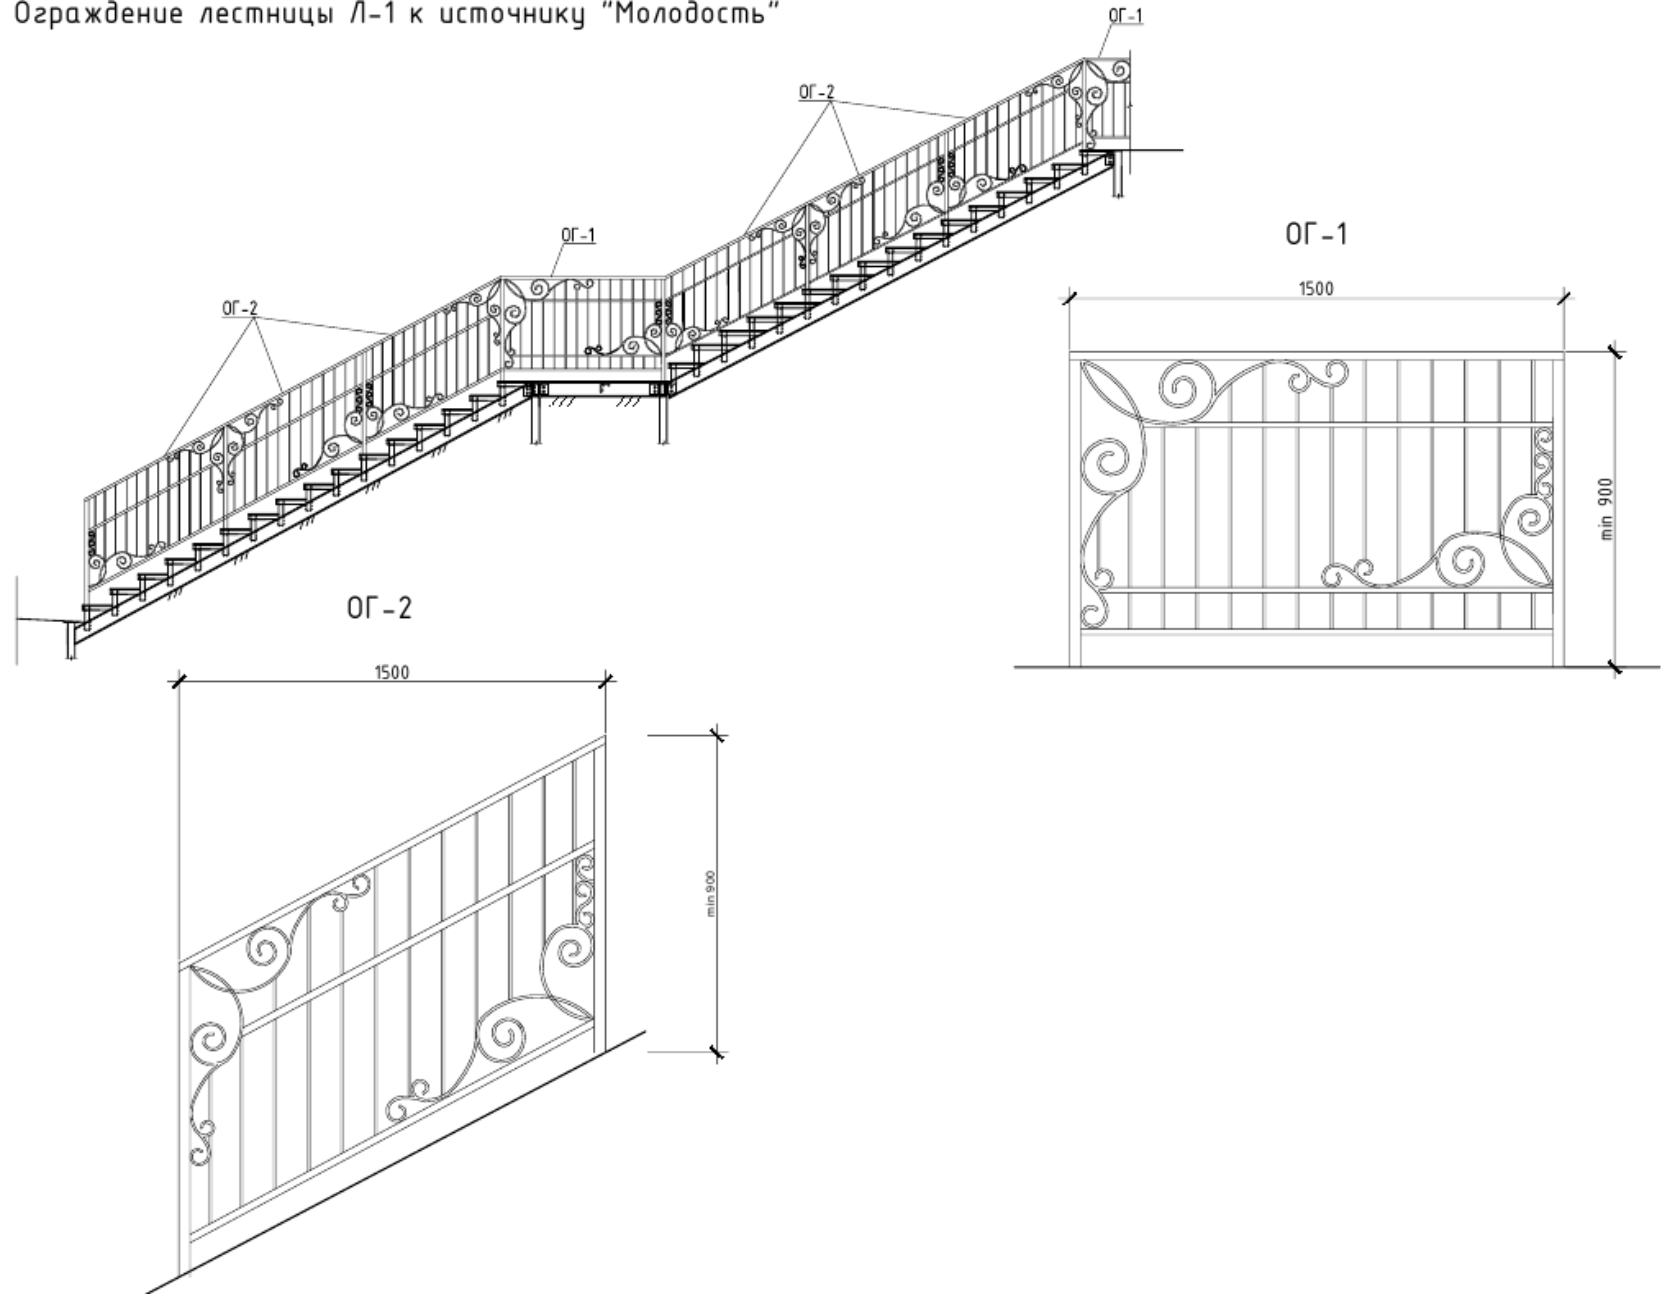 Ограждение лестницы Л-1 к источнику "Молодость"
ОГ-1
ОГ-2
ОГ-1
ОГ-2
ОГ-1
1500
min 900
ОГ-2
1500
min 900